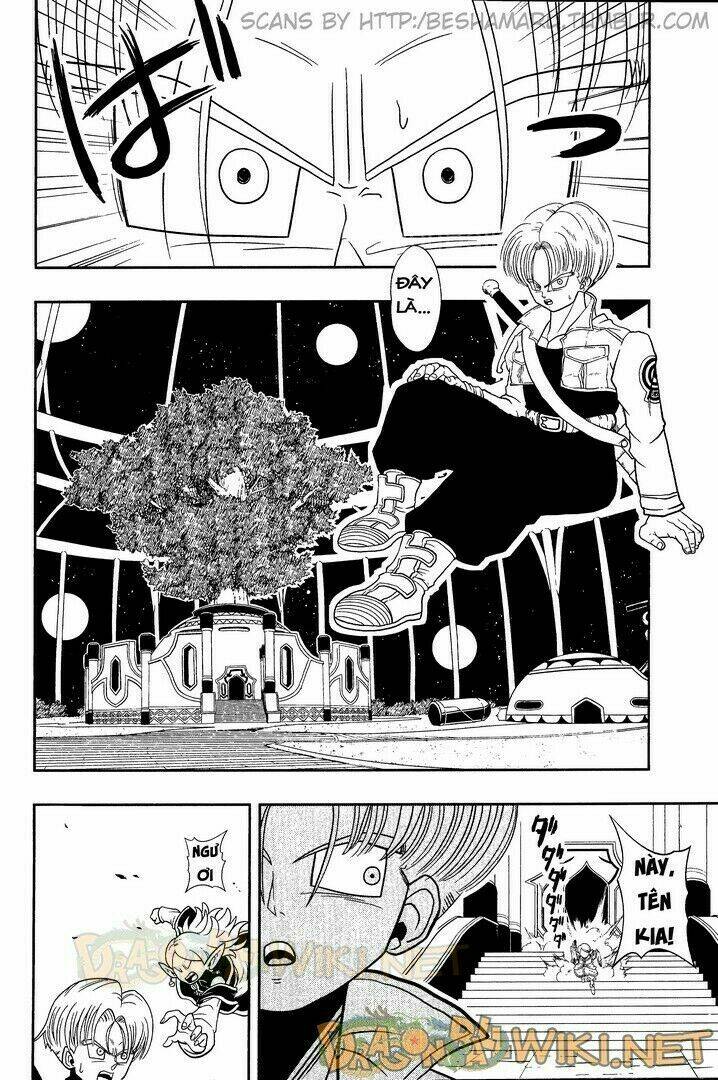 SCANS BY HTTP:/BESHAMARO.TUMBLR.COM
ばっ
ĐÂY
LÀ...
NÀY,
TÊN
KIA!
ダダダダ
ダダダ
NGƯ
ƠI
DRAGONBALLWIKI.NET
DRAGONBALLWIKI.NET